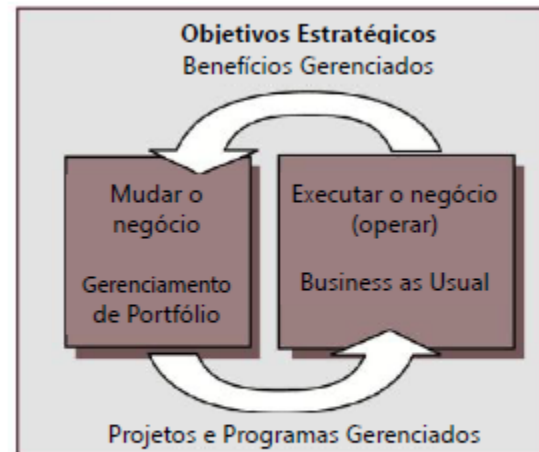 Objetivos Estratégicos
Benefícios Gerenciados
Mudar o
negócio
Gerenciamento
de Portfólio
Executar o negócio
(operar)
Business as Usual
Projetos e Programas Gerenciados